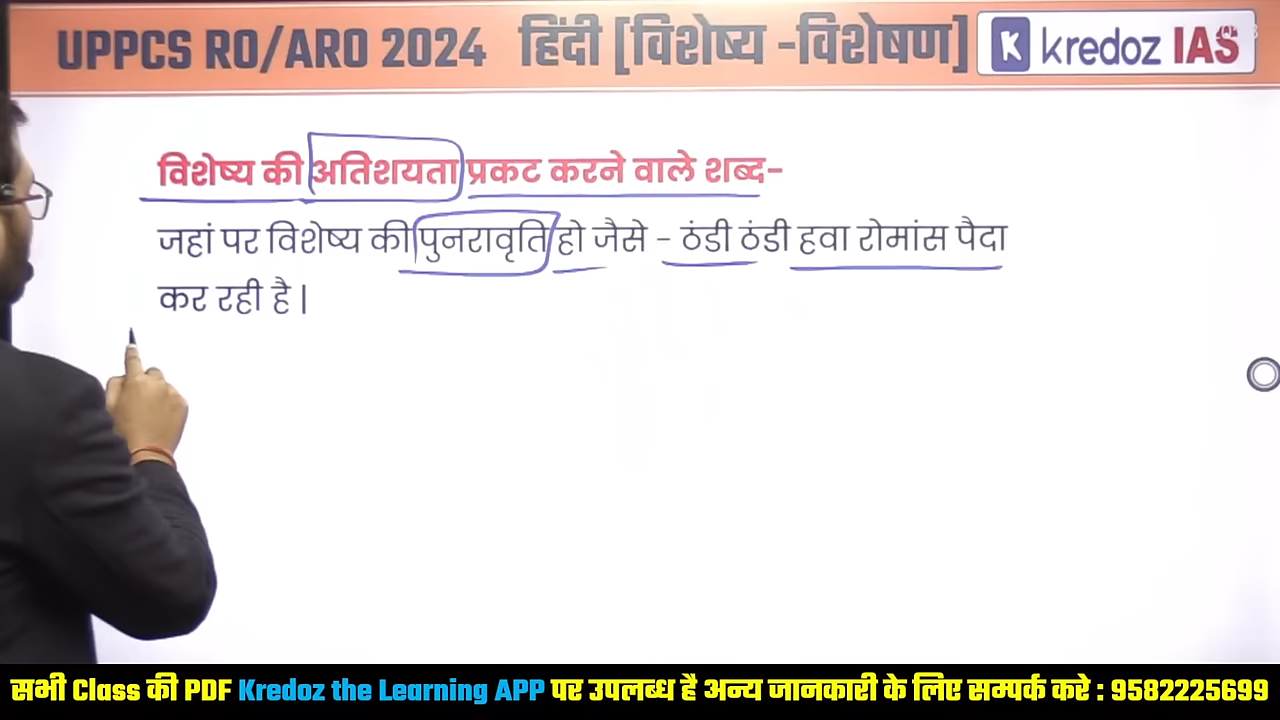 UPPCS RO/ARO 2024 हिंदी [विशेष्य -विशेषण]
K kredoz IAS
विशेष्य की अतिशयता प्रकट करने वाले शब्द-
जहां पर विशेष्य की पुनरावृति हो जैसे - ठंडी ठंडी हवा रोमांस पैदा
कर रही है |
सभी Class की PDF Kredoz the Learning APP पर उपलब्ध है अन्य जानकारी के लिए सम्पर्क करे : 9582225699